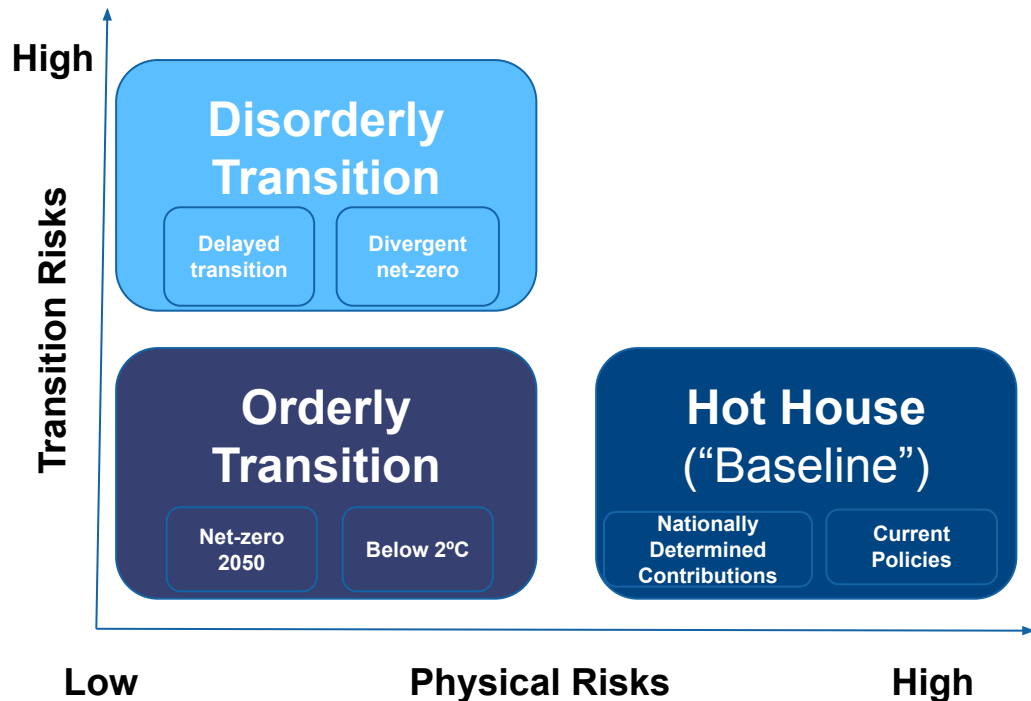 High
Transition Risks
Disorderly
Transition
Delayed
transition
Divergent
net-zero
Orderly
Transition
Net-zero
2050
Below 2ºC
Hot House
(“Baseline”)
Nationally
Determined
Contributions
Current
Policies
Low
Physical Risks
High